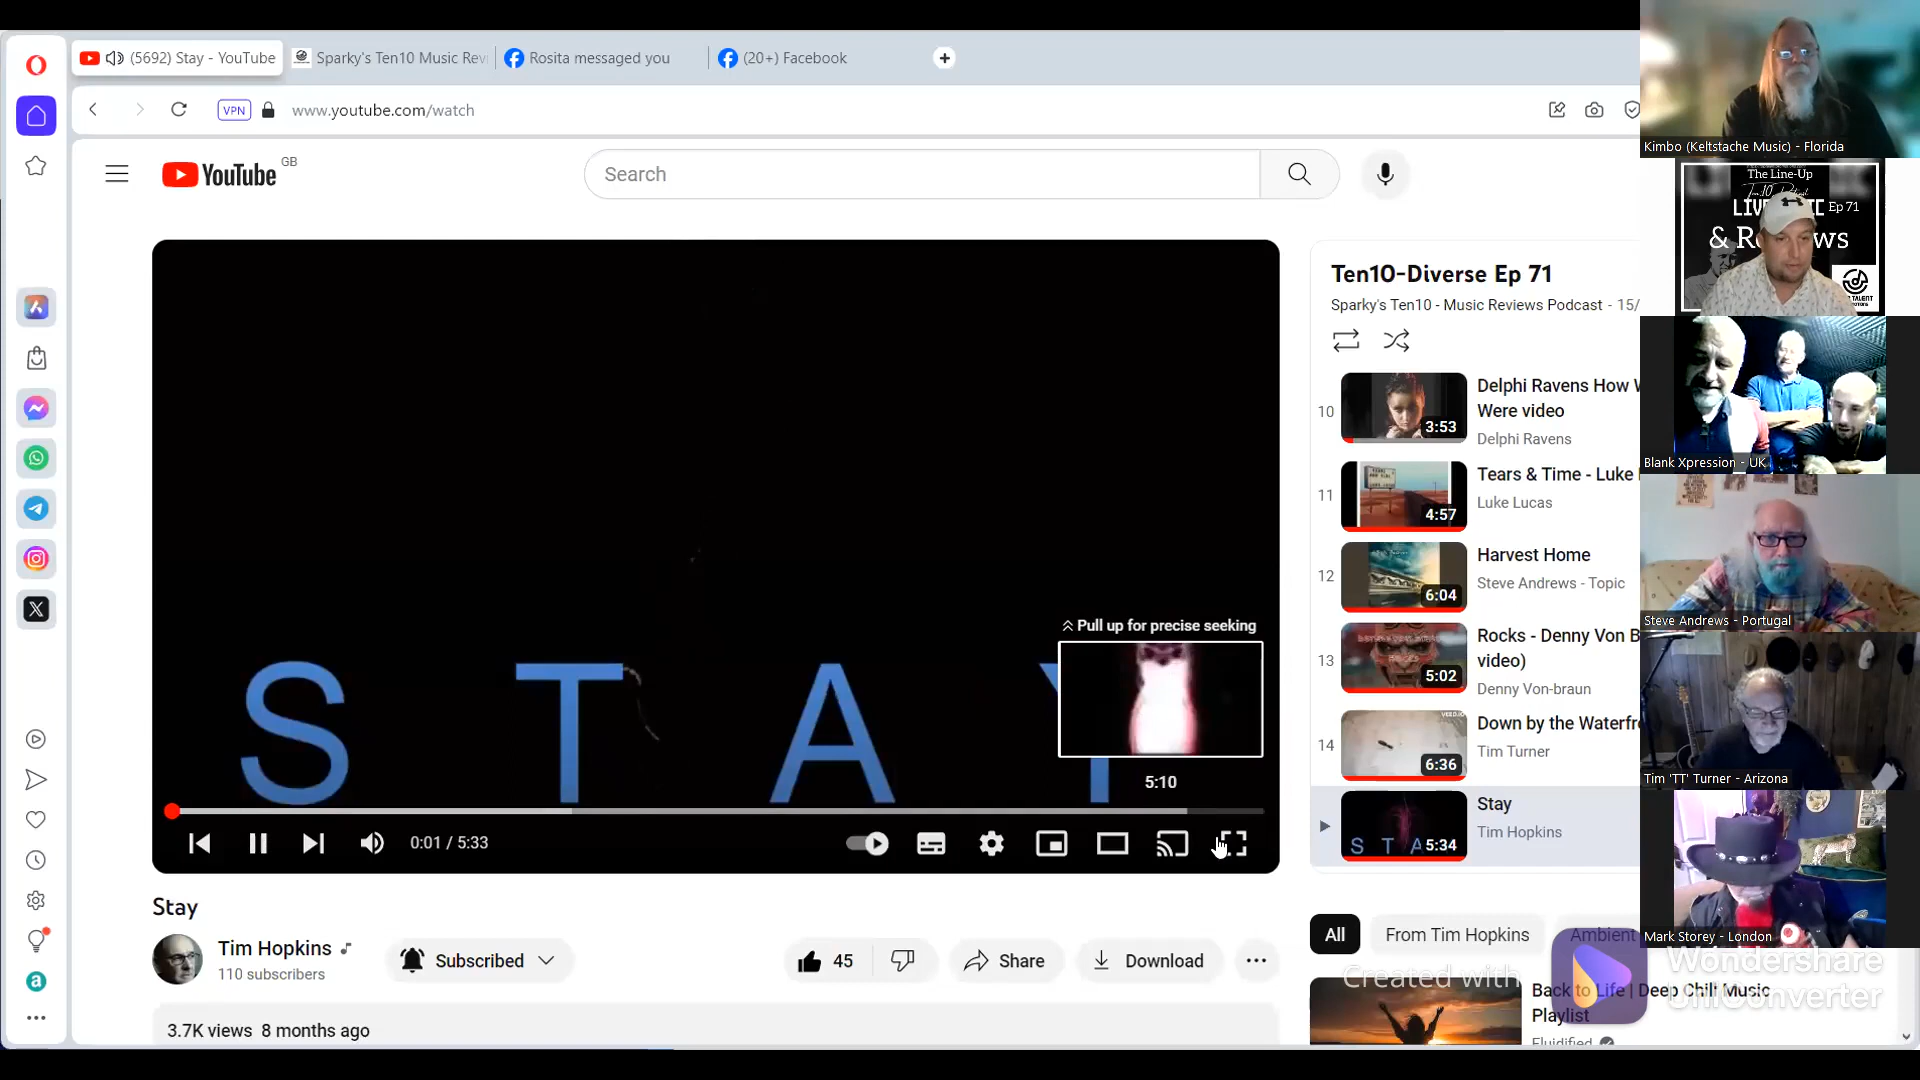 (5692) Stay - YouTube
Sparky's Ten10 Music Rev
Rosita messaged you
(20+) Facebook
VPN
www.youtube.com/watch
YouTube
GB
Search
Pull up for precise seeking
5:10
S T A Y
0:01 / 5:33
Stay
Tim Hopkins
110 subscribers
Subscribed
45
Share
Download
3.7K views 8 months ago
Ten10-Diverse Ep 71
Sparky's Ten10 - Music Reviews Podcast - 15/
10
3:53
Delphi Ravens How W
Were video
Delphi Ravens
11
4:57
Tears & Time - Luke
Luke Lucas
12
6:04
Harvest Home
Steve Andrews - Topic
13
5:02
Rocks - Denny Von B
video)
Denny Von-braun
14
6:36
Down by the Waterfr
Tim Turner
S T A
5:34
Stay
Tim Hopkins
All
From Tim Hopkins
Ambient
Back to Life | Deep Chill Music
Playlist
Fluidified
Created with
Wondershare
UniConverter
Kimbo (Keltstache Music) - Florida
The Line-Up
Ten10 Podcast
Ep 71
Blank Xpression - UK
Steve Andrews - Portugal
Tim 'TT' Turner - Arizona
Mark Storey - London